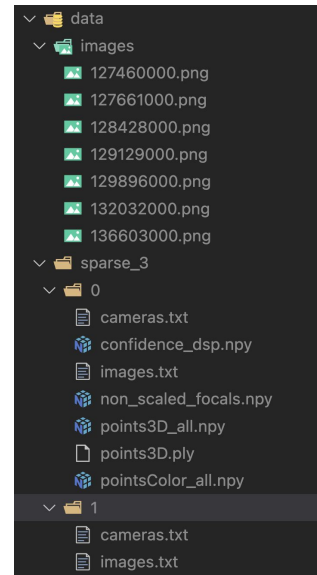 data
images
127460000.png
127661000.png
128428000.png
129129000.png
129896000.png
132032000.png
136603000.png
sparse_3
0
cameras.txt
confidence_dsp.npy
images.txt
non_scaled_focals.npy
points3D_all.npy
points3D.ply
pointsColor_all.npy
1
cameras.txt
images.txt